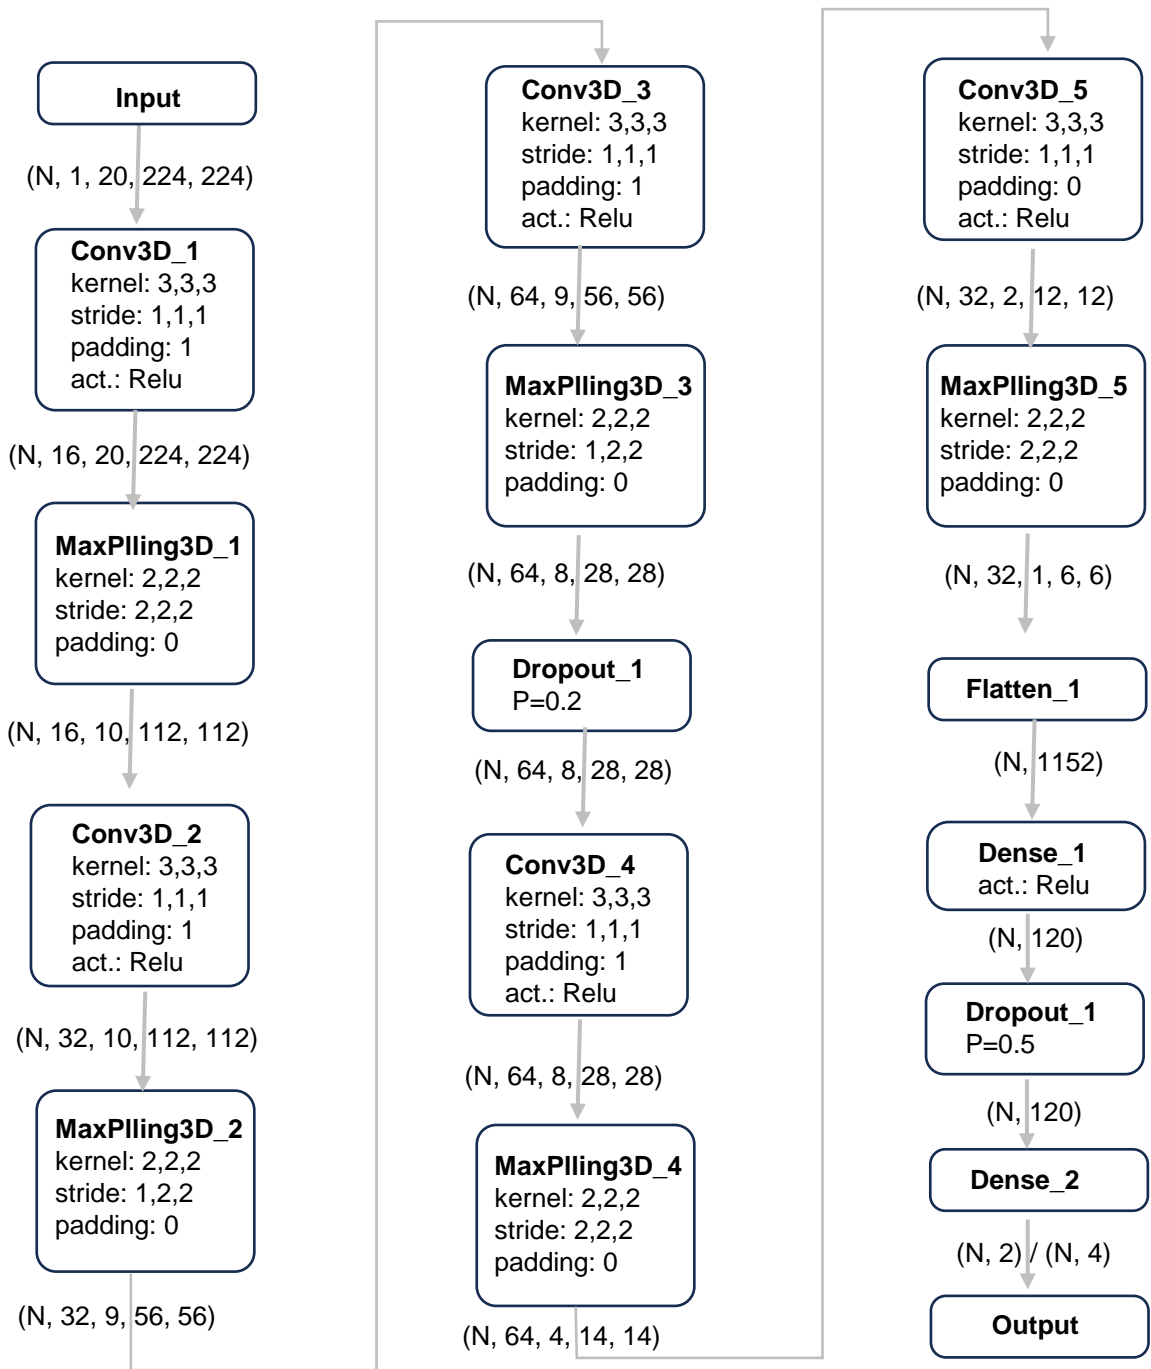 Input
(N, 1, 20, 224, 224)
Conv3D_1
kernel: 3,3,3
stride: 1,1,1
padding: 1
act.: Relu
(N, 16, 20, 224, 224)
MaxPlling3D_1
kernel: 2,2,2
stride: 2,2,2
padding: 0
(N, 16, 10, 112, 112)
Conv3D_2
kernel: 3,3,3
stride: 1,1,1
padding: 1
act.: Relu
(N, 32, 10, 112, 112)
MaxPlling3D_2
kernel: 2,2,2
stride: 1,2,2
padding: 0
(N, 32, 9, 56, 56)
Conv3D_3
kernel: 3,3,3
stride: 1,1,1
padding: 1
act.: Relu
(N, 64, 9, 56, 56)
MaxPlling3D_3
kernel: 2,2,2
stride: 1,2,2
padding: 0
(N, 64, 8, 28, 28)
Dropout_1
P=0.2
(N, 64, 8, 28, 28)
Conv3D_4
kernel: 3,3,3
stride: 1,1,1
padding: 1
act.: Relu
(N, 64, 8, 28, 28)
MaxPlling3D_4
kernel: 2,2,2
stride: 2,2,2
padding: 0
(N, 64, 4, 14, 14)
Conv3D_5
kernel: 3,3,3
stride: 1,1,1
padding: 0
act.: Relu
(N, 32, 2, 12, 12)
MaxPlling3D_5
kernel: 2,2,2
stride: 2,2,2
padding: 0
(N, 32, 1, 6, 6)
Flatten_1
(N, 1152)
Dense_1
act.: Relu
(N, 120)
Dropout_1
P=0.5
(N, 120)
Dense_2
(N, 2) / (N, 4)
Output